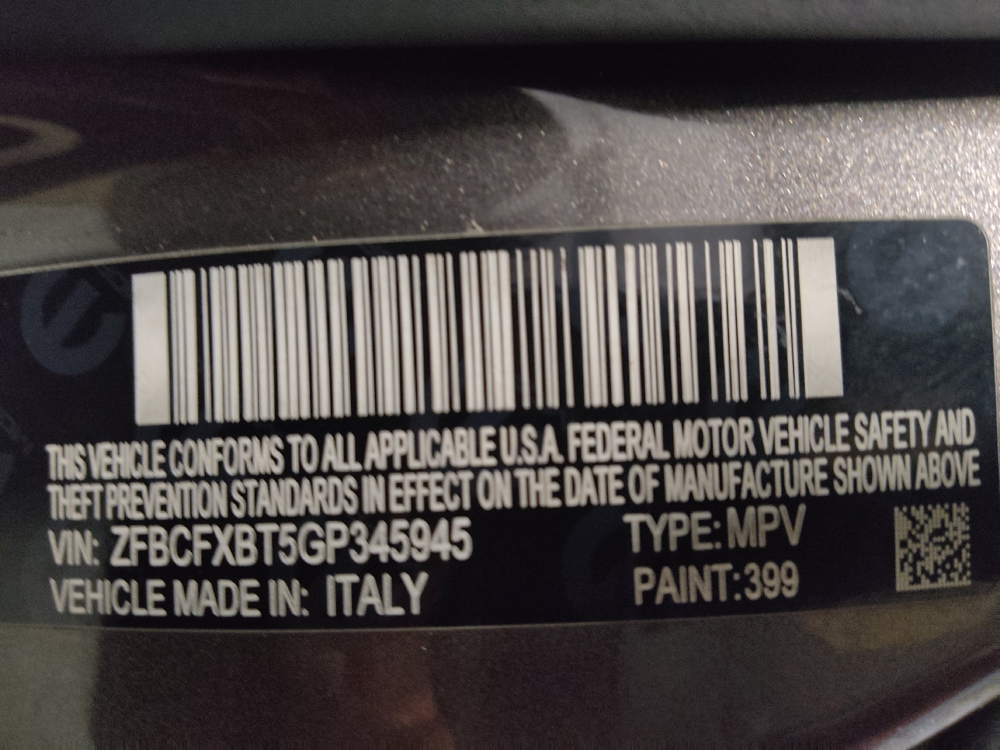 THIS VEHICLE CONFORMS TO ALL APPLICABLE U.S.A. FEDERAL MOTOR VEHICLE SAFETY AND
THEFT PREVENTION STANDARDS IN EFFECT ON THE DATE OF MANUFACTURE SHOWN ABOVE
VIN: ZFBCFXBT5GP345945 TYPE: MPV
VEHICLE MADE IN: ITALY PAINT: 399